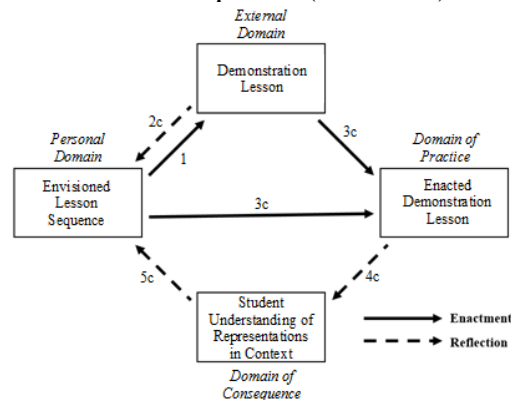 External
Domain
Demonstration
Lesson
2c
1
3c
Personal
Domain
Domain of
Practice
Envisioned
Lesson
Sequence
3c
Enacted
Demonstration
Lesson
5c
4c
Student
Understanding of
Representations
in Context
Enactment
Reflection
Domain of
Consequence